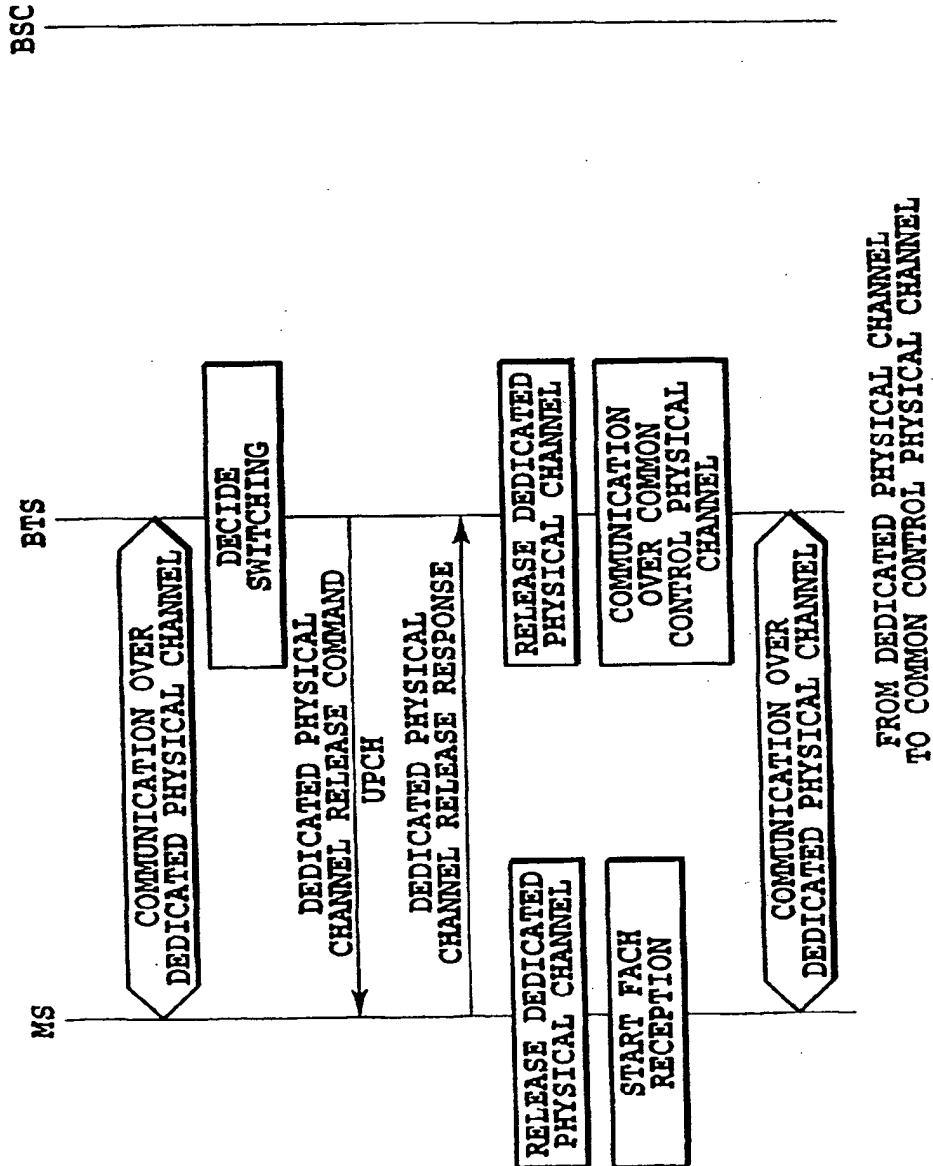 MS
BTS
BSC
COMMUNICATION OVER
DEDICATED PHYSICAL CHANNEL
DECIDE
SWITCHING
DEDICATED PHYSICAL
CHANNEL RELEASE COMMAND
UPCH
DEDICATED PHYSICAL
CHANNEL RELEASE RESPONSE
RELEASE DEDICATED
PHYSICAL CHANNEL
RELEASE DEDICATED
PHYSICAL CHANNEL
START FACH
RECEPTION
COMMUNICATION
OVER COMMON
CONTROL PHYSICAL
CHANNEL
COMMUNICATION OVER
DEDICATED PHYSICAL CHANNEL
FROM DEDICATED PHYSICAL CHANNEL
TO COMMON CONTROL PHYSICAL CHANNEL